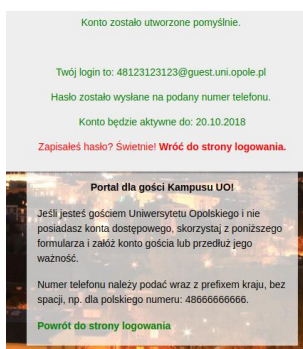 Konto zostało utworzone pomyślnie.
Twój login to: 48123123123@guest.uni.opole.pl
Hasło zostało wysłane na podany numer telefonu.
Konto będzie aktywne do: 20.10.2018
Zapisałeś hasło? Świetnie! Wróć do strony logowania.
Portal dla gości Kampusu UO!
Jeśli jesteś gościem Uniwersytetu Opolskiego i nie
posiadasz konta dostępowego, skorzystaj z poniższego
formularza i załóż konto gościa lub przedłuż jego
ważność.
Numer telefonu należy podać wraz z prefixem kraju, bez
spacji, np. dla polskiego numeru: 48666666666.
Powrót do strony logowania